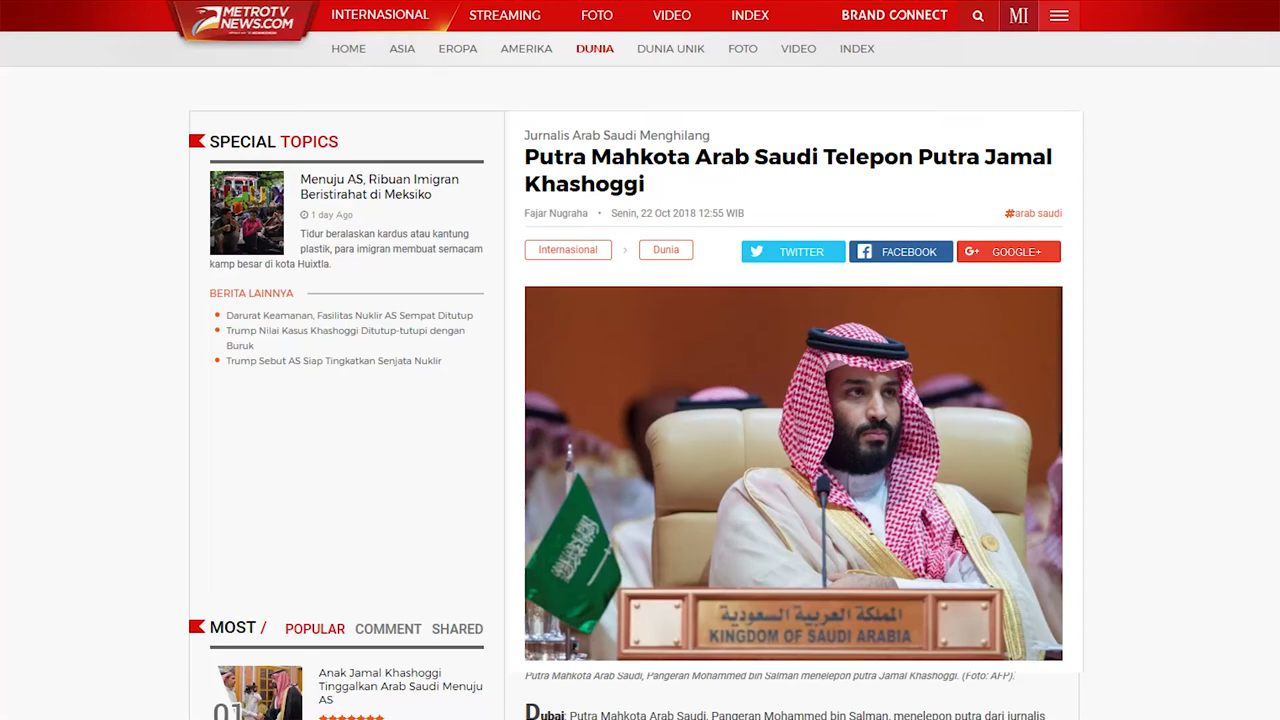 METROTV
NEWS.COM
INTERNASIONAL
STREAMING
FOTO
VIDEO
INDEX
BRAND CONNECT
MI
HOME
ASIA
EROPA
AMERIKA
DUNIA
DUNIA UNIK
FOTO
VIDEO
INDEX
SPECIAL TOPICS
Menuju AS, Ribuan Imigran
Beristirahat di Meksiko
1 day Ago
Tidur beralaskan kardus atau kantung
plastik, para imigran membuat semacam
kamp besar di kota Huixtla.
BERITA LAINNYA
Darurat Keamanan, Fasilitas Nuklir AS Sempat Ditutup
Trump Nilai Kasus Khashoggi Ditutup-tutupi dengan
Buruk
Trump Sebut AS Siap Tingkatkan Senjata Nuklir
MOST /
POPULAR
COMMENT
SHARED
01
Anak Jamal Khashoggi
Tinggalkan Arab Saudi Menuju
AS
Jurnalis Arab Saudi Menghilang
Putra Mahkota Arab Saudi Telepon Putra Jamal
Khashoggi
Fajar Nugraha • Senin, 22 Oct 2018 12:55 WIB
#arab saudi
Internasional > Dunia
TWITTER
FACEBOOK
G+ GOOGLE+
المملكة العربية السعودية
KINGDOM OF SAUDI ARABIA
Putra Mahkota Arab Saudi, Pangeran Mohammed bin Salman menelepon putra Jamal Khashoggi. (Foto: AFP).
Dubai: Putra Mahkota Arab Saudi, Pangeran Mohammed bin Salman, menelepon putra dari jurnalis